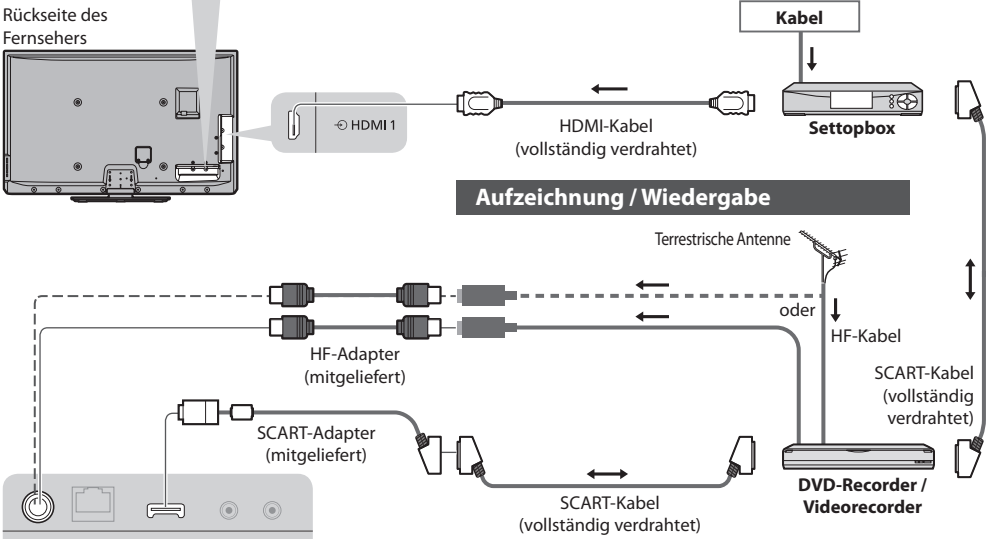 Rückseite des
Fernsehers
Kabel
HDMI 1
HDMI-Kabel
(vollständig verdrahtet)
Settopbox
Aufzeichnung / Wiedergabe
Terrestrische Antenne
oder
HF-Kabel
HF-Adapter
(mitgeliefert)
SCART-Kabel
(vollständig
verdrahtet)
SCART-Adapter
(mitgeliefert)
SCART-Kabel
(vollständig verdrahtet)
DVD-Recorder /
Videorecorder